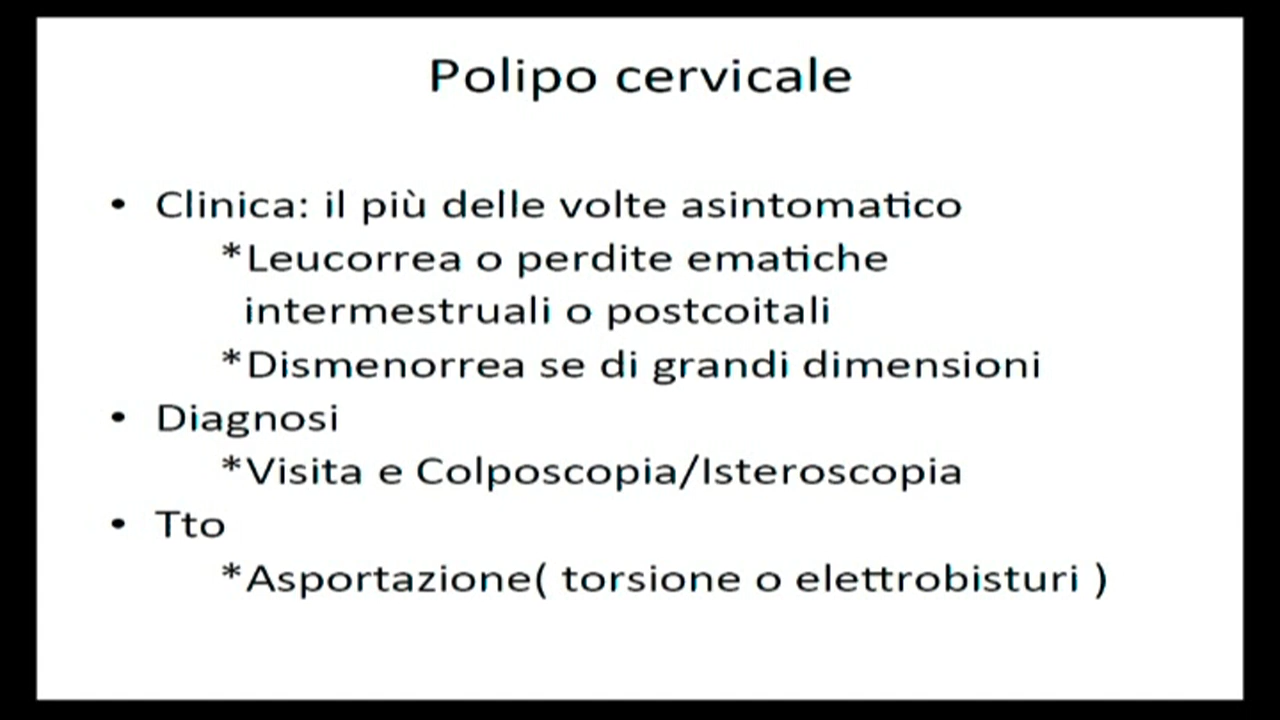 Polipo cervicale
• Clinica: il più delle volte asintomatico
*Leucorrea o perdite ematiche
intermestruali o postcoitali
*Dismenorrea se di grandi dimensioni
• Diagnosi
*Visita e Colposcopia/Isteroscopia
• Tto
*Asportazione( torsione o elettrobisturi )